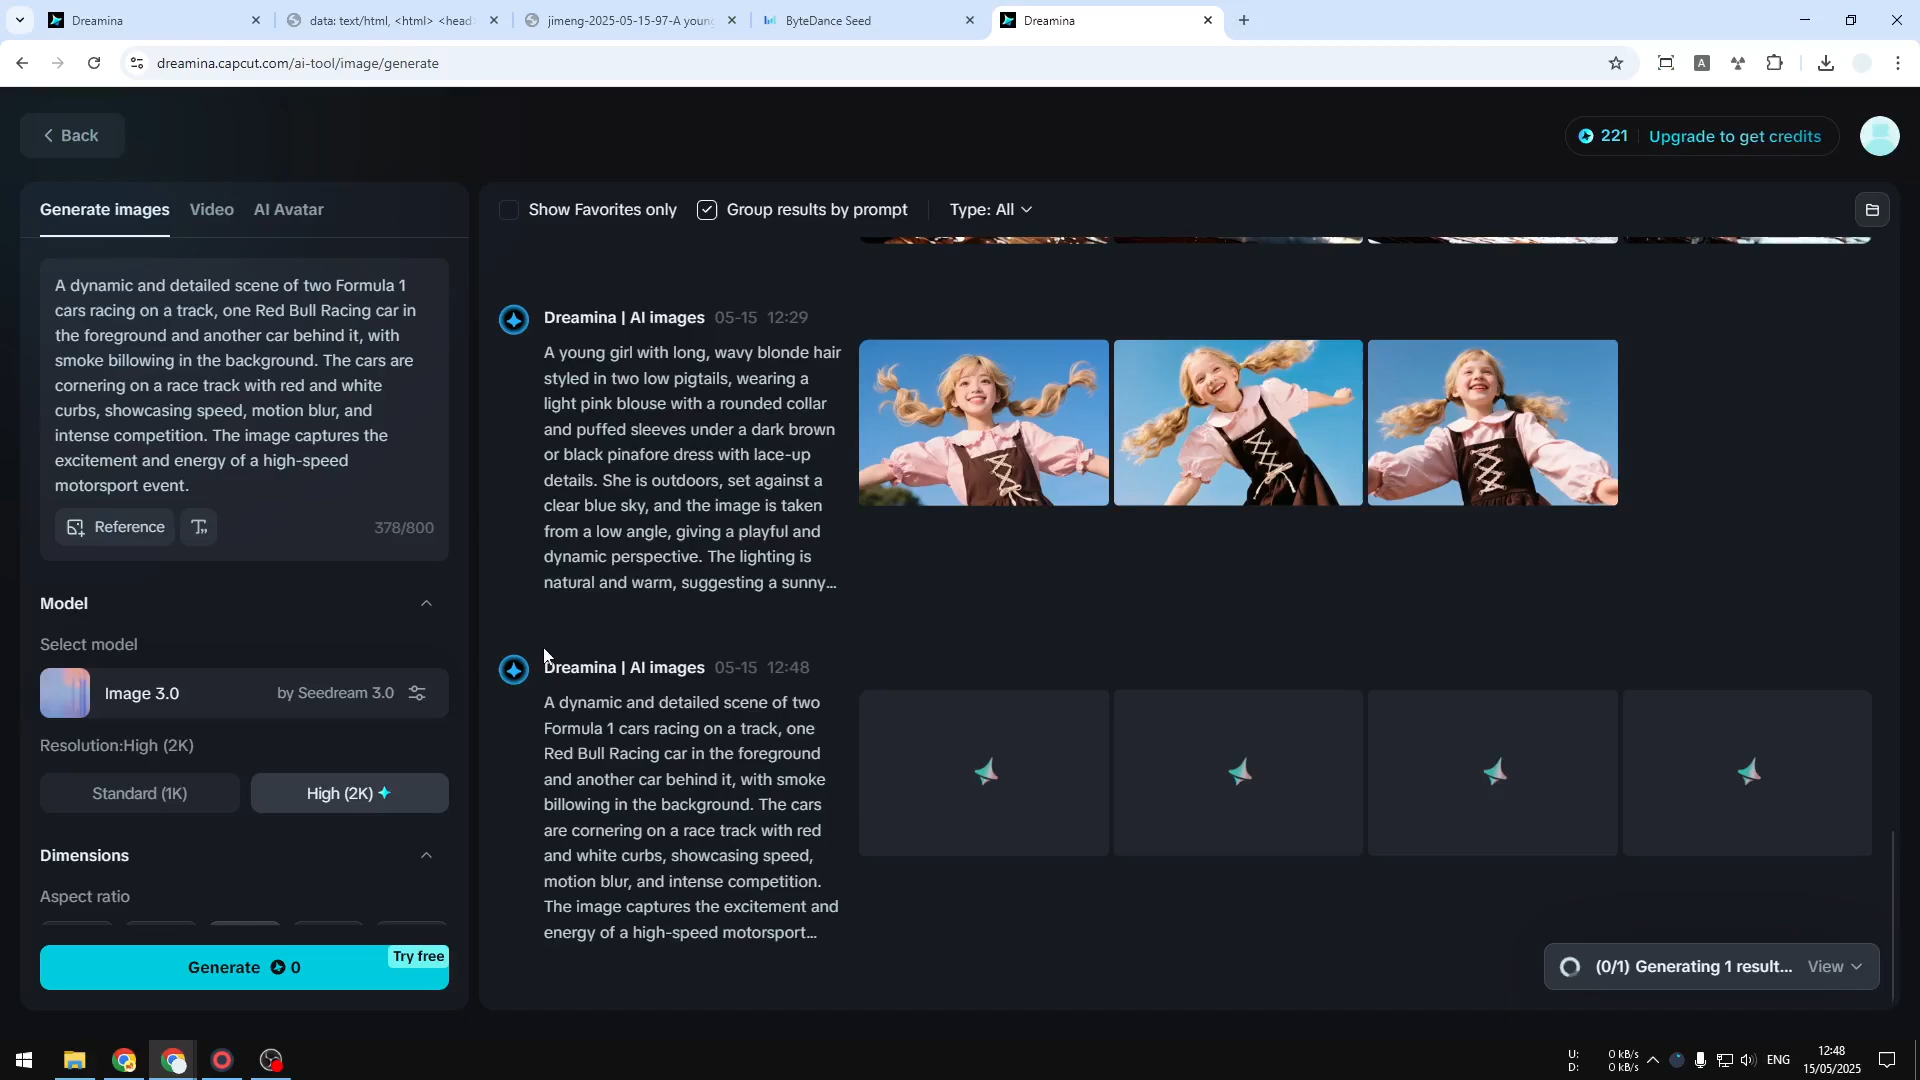 Dreamina
data: text/html, <html> <head>
jimeng-2025-05-15-97-A young
ByteDance Seed
Dreamina
dreamina.capcut.com/ai-tool/image/generate
A
Back
221
Upgrade to get credits
Generate images
Video
AI Avatar
Show Favorites only
Group results by prompt
Type: All
A dynamic and detailed scene of two Formula 1
cars racing on a track, one Red Bull Racing car in
the foreground and another car behind it, with
smoke billowing in the background. The cars are
cornering on a race track with red and white
curbs, showcasing speed, motion blur, and
intense competition. The image captures the
excitement and energy of a high-speed
motorsport event.
Reference
378/800
Model
Select model
Image 3.0
by Seedream 3.0
Resolution:High (2K)
Standard (1K)
High (2K)
Dimensions
Aspect ratio
Generate 0
Try free
Dreamina | AI images 05-15 12:29
A young girl with long, wavy blonde hair
styled in two low pigtails, wearing a
light pink blouse with a rounded collar
and puffed sleeves under a dark brown
or black pinafore dress with lace-up
details. She is outdoors, set against a
clear blue sky, and the image is taken
from a low angle, giving a playful and
dynamic perspective. The lighting is
natural and warm, suggesting a sunny...
Dreamina | AI images 05-15 12:48
A dynamic and detailed scene of two
Formula 1 cars racing on a track, one
Red Bull Racing car in the foreground
and another car behind it, with smoke
billowing in the background. The cars
are cornering on a race track with red
and white curbs, showcasing speed,
motion blur, and intense competition.
The image captures the excitement and
energy of a high-speed motorsport...
(0/1) Generating 1 result... View
U: 0 kB/s
D: 0 kB/s
ENG
12:48
15/05/2025